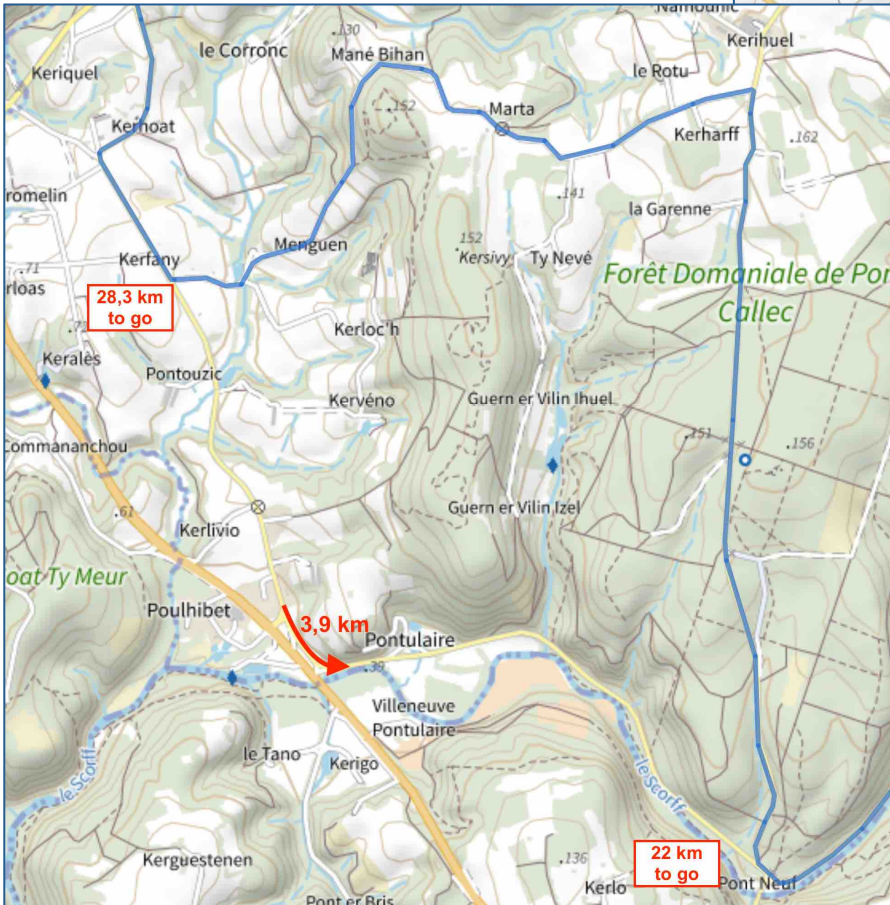 Namounic
Kerihuel
.130
le Corronc
Mané Bihan
Keriquel
le Rotu
.152
Marta
Kerhoat
Kerharff
.162
romelin
.141
la Garenne
Menguen
152
Kersivy
Ty Nevé
Kerfany
.71
rloas
Forêt Domaniale de Pon
Callec
28,3 km
to go
Kerloc'h
Keralès
Pontouzic
Kervéno
Guern er Vilin Ihuel
Commananchou
.151
.156
.61
Guern er Vilin Izel
Kerlivio
oat Ty Meur
Poulhibet
3,9 km
Pontulaire
.39
Villeneuve
Pontulaire
le Tano
Kerigo
le Scorff
le Scorff
Kerguestenen
.136
22 km
to go
Kerlo
Pont Neuf
Pont er Bris